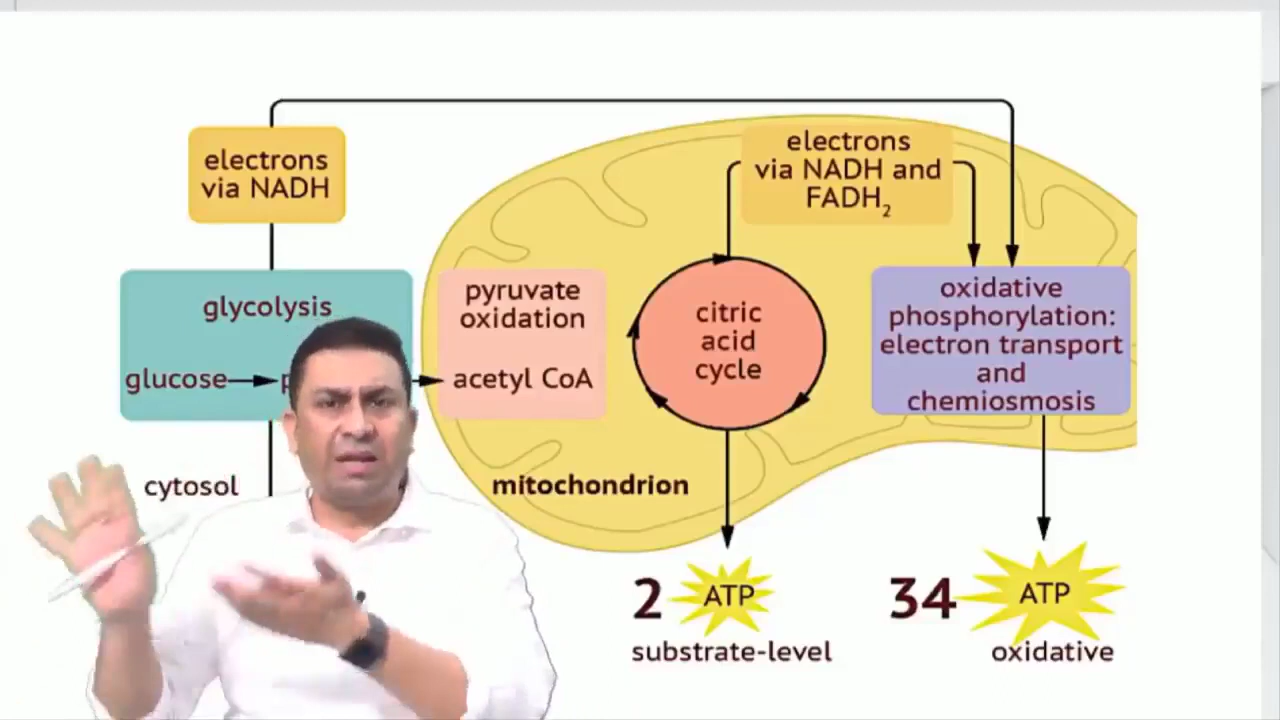 electrons
via NADH
electrons
via NADH and
FADH₂
glycolysis
glucose
pyruvate
oxidation
acetyl CoA
citric
acid
cycle
oxidative
phosphorylation:
electron transport
and
chemiosmosis
cytosol
mitochondrion
2 ATP
substrate-level
34 ATP
oxidative